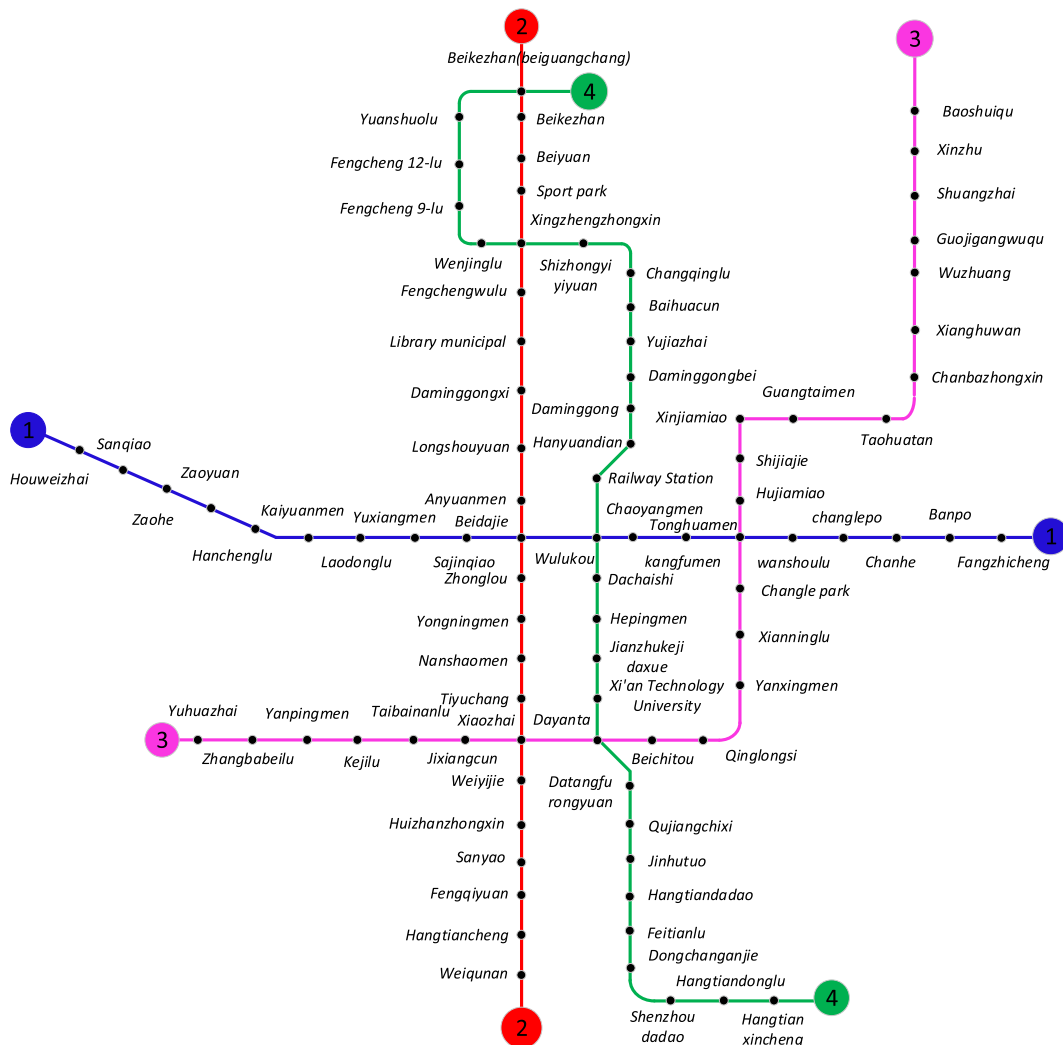 2
3
Beikezhan(beiguangchang)
4
Baoshuiqu
Yuanshuolu
Beikezhan
Xinzhu
Beiyuan
Fengcheng 12-lu
Sport park
Shuangzhai
Fengcheng 9-lu
Xingzhengzhongxin
Guojigangwuqu
Wenjinglu
Shizhongyi
yiyuan
Changqinglu
Wuzhuang
Fengchengwulu
Baihuacun
Xianghuwan
Library municipal
Yujiazhai
Daminggongbei
Chanbazhongxin
Daminggongxi
Guangtaimen
Daminggong
Xinjiamiao
1
Sanqiao
Longshouyuan
Hanyuandian
Taohuatan
Houweizhai
Zaoyuan
Railway Station
Shijiajie
Anyuanmen
Hujiamiao
Zaohe
Kaiyuanmen
Yuxiangmen
Beidajie
Chaoyangmen
Tonghuamen
changlepo
Banpo
1
Hanchenglu
Laodonglu
Sajinqiao
Wulukou
kangfumen
wanshoulu
Chanhe
Fangzhicheng
Zhonglou
Dachaishi
Changle park
Yongningmen
Hepingmen
Xianninglu
Nanshaomen
Jianzhukeji
daxue
Tiyuchang
Xi'an Technology
University
Yanxingmen
Yuhuazhai
Yanpingmen
Taibainanlu
Xiaozhai
Dayanta
3
Zhangbabeilu
Kejilu
Jixiangcun
Beichitou
Qinglongsi
Weiyijie
Datangfu
rongyuan
Huizhanzhongxin
Qujiangchixi
Sanyao
Jinhutuo
Fengqiyuan
Hangtiandadao
Hangtiancheng
Feitianlu
Dongchanganjie
Weiqunan
Hangtiandonglu
4
Shenzhou
dadao
Hangtian
xincheng
2